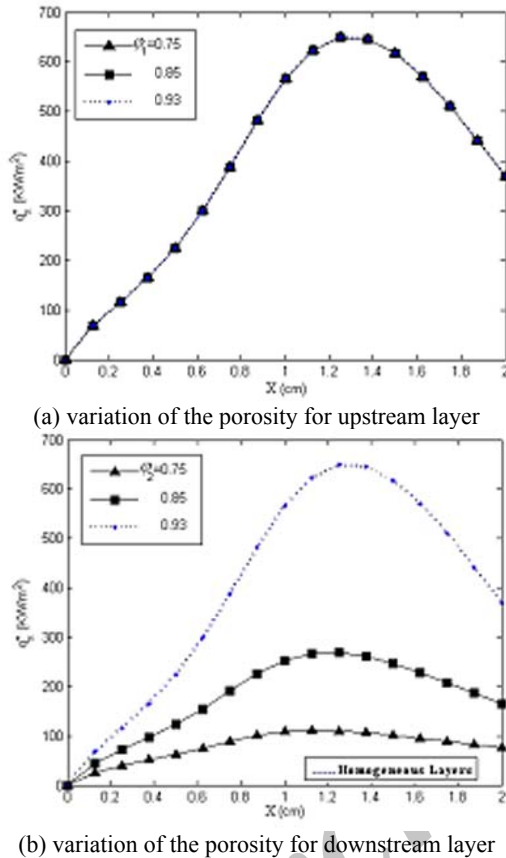 700
600
500
400
300
200
100
0
φ₁=0.75
0.85
0.93
0 0.2 0.4 0.6 0.8 1 1.2 1.4 1.6 1.8 2
X (cm)
(a) variation of the porosity for upstream layer
700
600
500
400
300
200
100
0
φ₂=0.75
0.85
0.93
Homogeneous Layers
0 0.2 0.4 0.6 0.8 1 1.2 1.4 1.6 1.8 2
X (cm)
(b) variation of the porosity for downstream layer